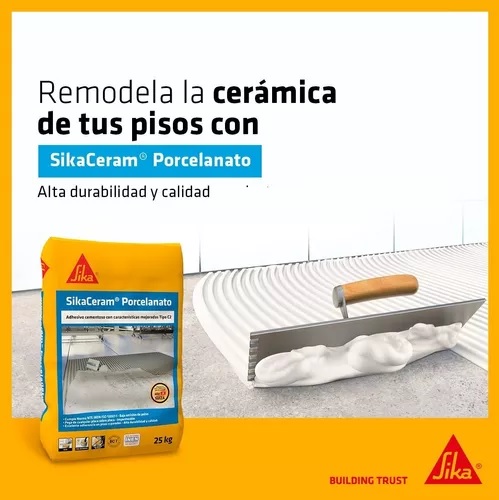 Remodela la cerámica
de tus pisos con
SikaCeram® Porcelanato
Alta durabilidad y calidad
Sika
SikaCeram® Porcelanato
Adhesivo cementoso con características mejoradas Tipo C2
25 kg
BUILDING TRUST
Sika